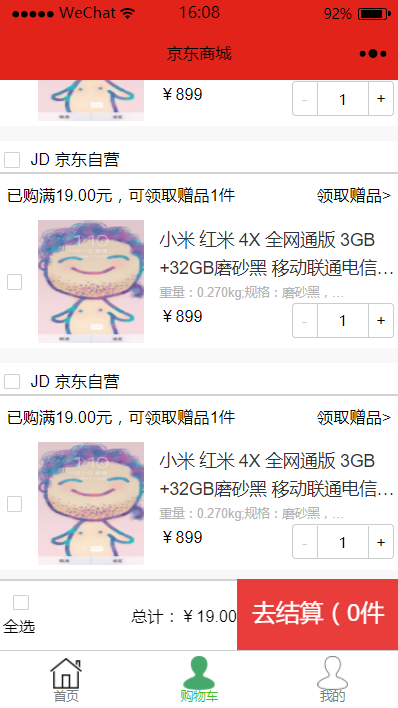 WeChat 16:08 92%
京东商城
￥899 - 1 +
JD 京东自营
已购满19.00元，可领取赠品1件 领取赠品>
小米 红米 4X 全网通版 3GB
+32GB磨砂黑 移动联通电信…
重量：0.270kg;规格：磨砂黑，…
￥899 - 1 +
JD 京东自营
已购满19.00元，可领取赠品1件 领取赠品>
小米 红米 4X 全网通版 3GB
+32GB磨砂黑 移动联通电信…
重量：0.270kg;规格：磨砂黑，…
￥899 - 1 +
全选 总计：￥19.00 去结算（0件
首页 购物车 我的